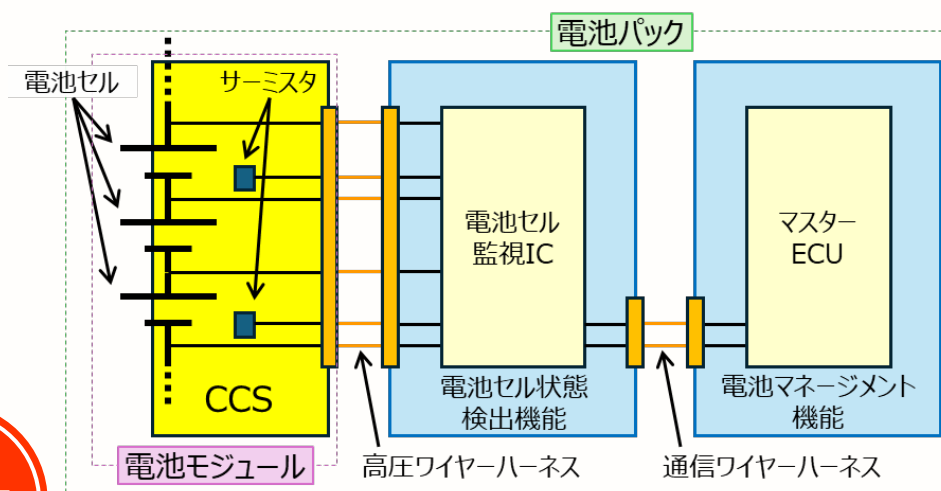 電池パック
電池セル
サーミスタ
電池セル
監視IC
マスター
ECU
CCS
電池セル状態
検出機能
電池マネージメント
機能
電池モジュール
高圧ワイヤーハーネス
通信ワイヤーハーネス